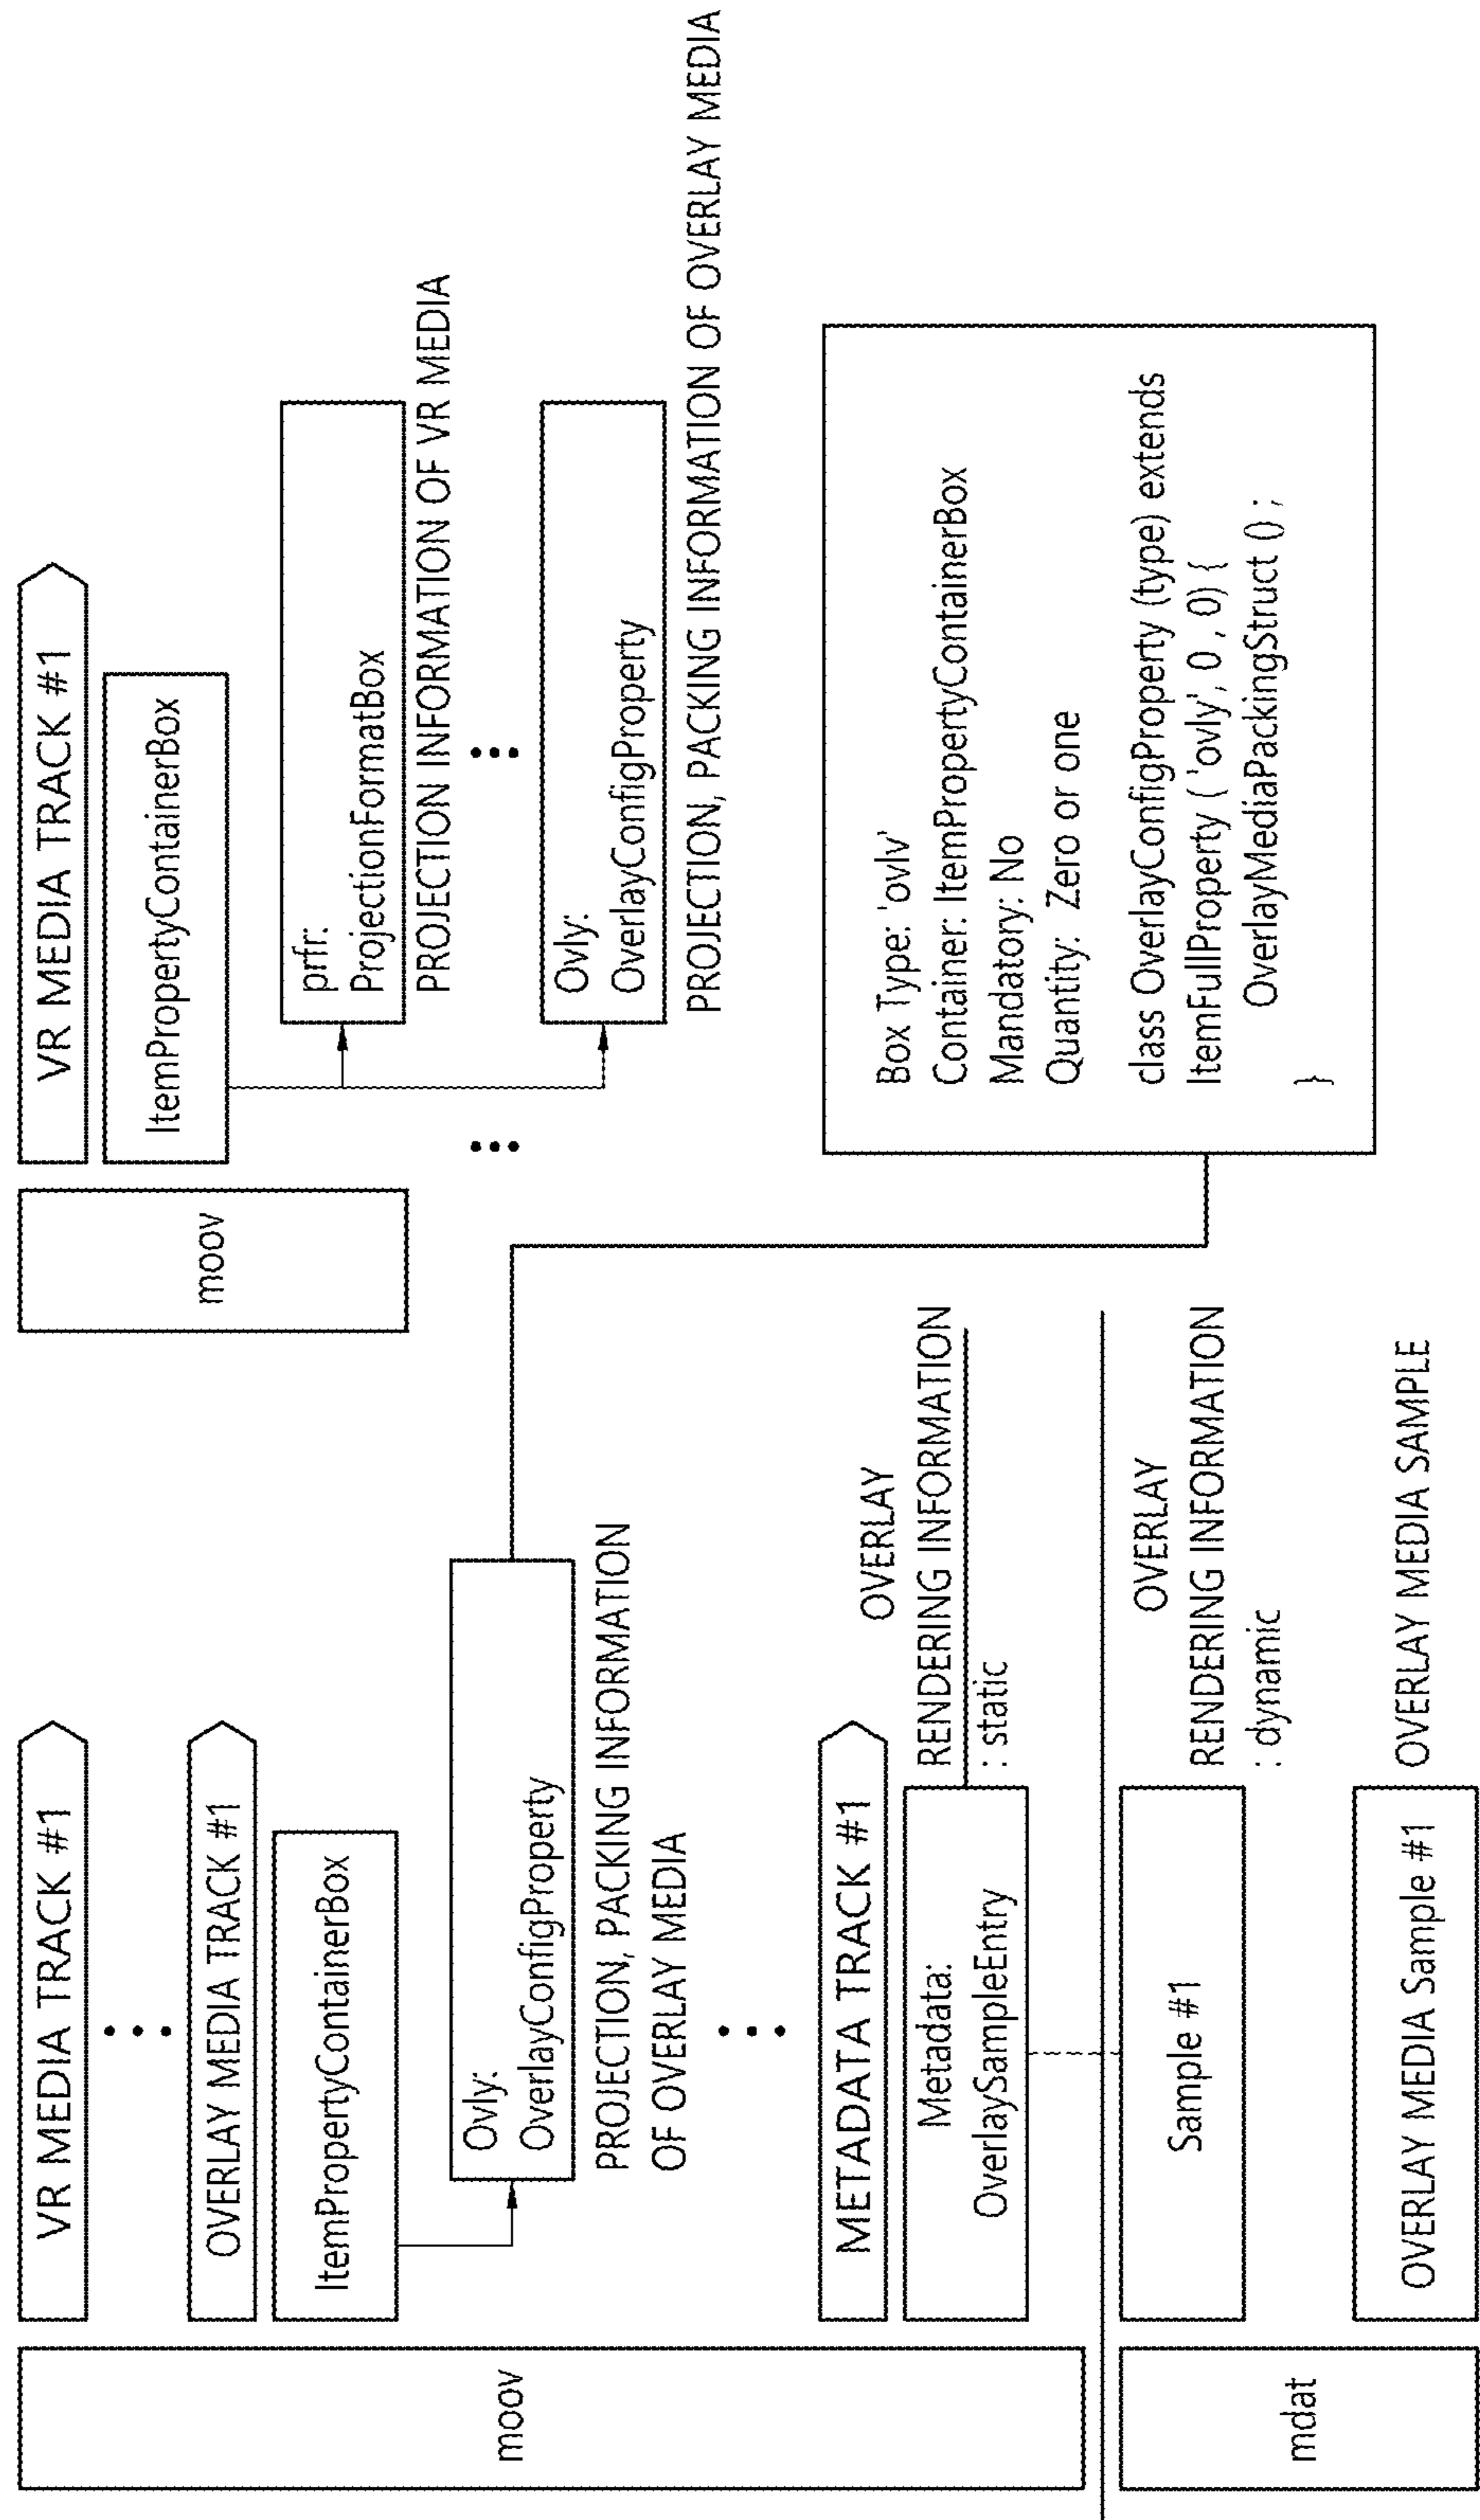 moov
VR MEDIA TRACK #1
OVERLAY MEDIA TRACK #1
ItemPropertyContainerBox
Ovly:
OverlayConfigProperty
PROJECTION, PACKING INFORMATION
OF OVERLAY MEDIA
METADATA TRACK #1
Metadata:
OverlaySampleEntry
OVERLAY
RENDERING INFORMATION
: static
mdat
Sample #1
OVERLAY
RENDERING INFORMATION
: dynamic
OVERLAY MEDIA Sample #1
OVERLAY MEDIA SAMPLE
moov
VR MEDIA TRACK #1
ItemPropertyContainerBox
prfr:
ProjectionFormatBox
PROJECTION INFORMATION OF VR MEDIA
Ovly:
OverlayConfigProperty
PROJECTION, PACKING INFORMATION OF OVERLAY MEDIA
Box Type: 'ovlv'
Container: ItemPropertyContainerBox
Mandatory: No
Quantity: Zero or one
class OverlayConfigProperty (type) extends
ItemFullProperty ( 'ovly', 0 , 0) {
OverlayMediaPackingStruct () ;
}